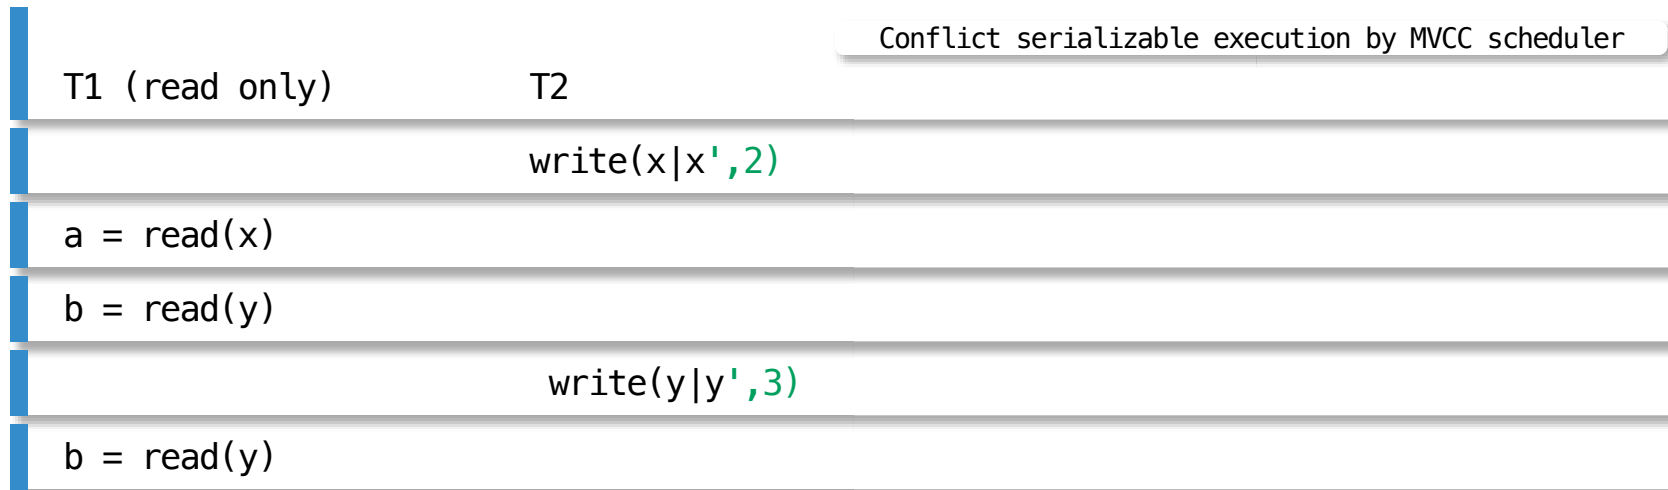 Conflict serializable execution by MVCC scheduler
T1 (read only) T2
write(x|x',2)
a = read(x)
b = read(y)
write(y|y',3)
b = read(y)